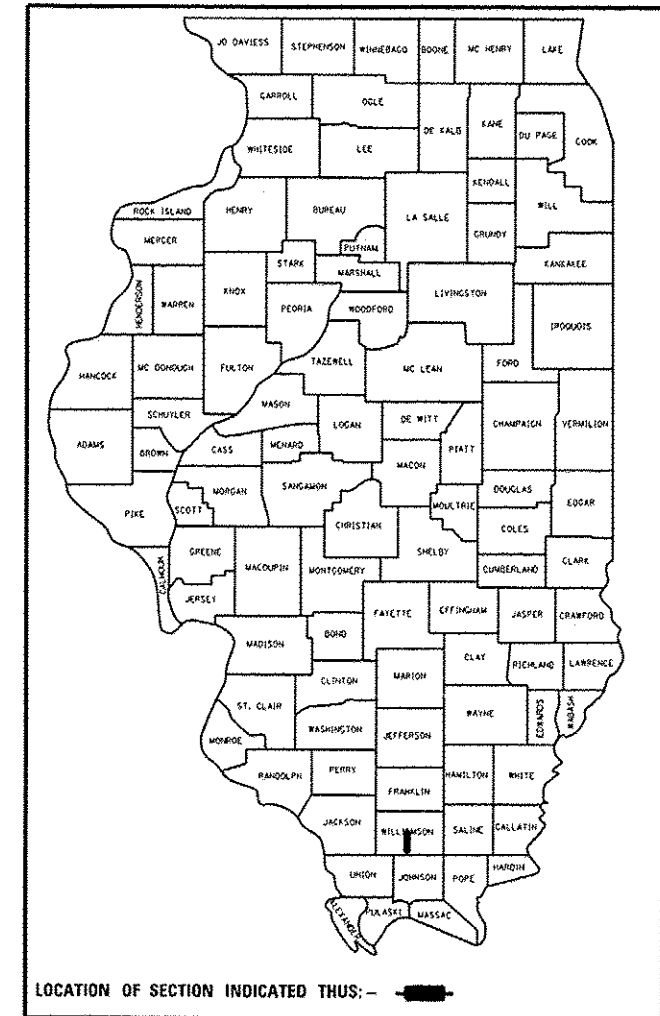 JO DAVIESS STEPHENSON WINNEBAGO BOONE MC HENRY LAKE
CARROLL OGLE DE KALB KANE DU PAGE COOK
WHITESIDE LEE KENDALL WILL
ROCK ISLAND HENRY BUREAU LA SALLE GRUNDY
MERCER PUTNAM KANKAKEE
HENDERSON WARREN KNOX STARK MARSHALL LIVINGSTON
PEORIA WOODFORD IROQUOIS
HANCOCK MC DONOUGH FULTON TAZEWELL MC LEAN FORD
SCHUYLER MASON LOGAN DE WITT CHAMPAIGN VERMILION
ADAMS BROWN CASS MENARD MACON PIATT
PIKE SCOTT MORGAN SANGAMON CHRISTIAN MOULTRIE DOUGLAS EDGAR
COLES
CALHOUN GREENE MACOUPIN MONTGOMERY SHELBY CUMBERLAND CLARK
JERSEY FAYETTE EFFINGHAM JASPER CRAWFORD
MADISON BOND CLAY RICHLAND LAWRENCE
CLINTON MARION
ST. CLAIR WASHINGTON JEFFERSON WAYNE EDWARDS WABASH
MONROE
RANDOLPH PERRY FRANKLIN HAMILTON WHITE
JACKSON WILLIAMSON SALINE GALLATIN
UNION JOHNSON POPE HARDIN
ALEXANDER PULASKI MASSAC
LOCATION OF SECTION INDICATED THUS: –